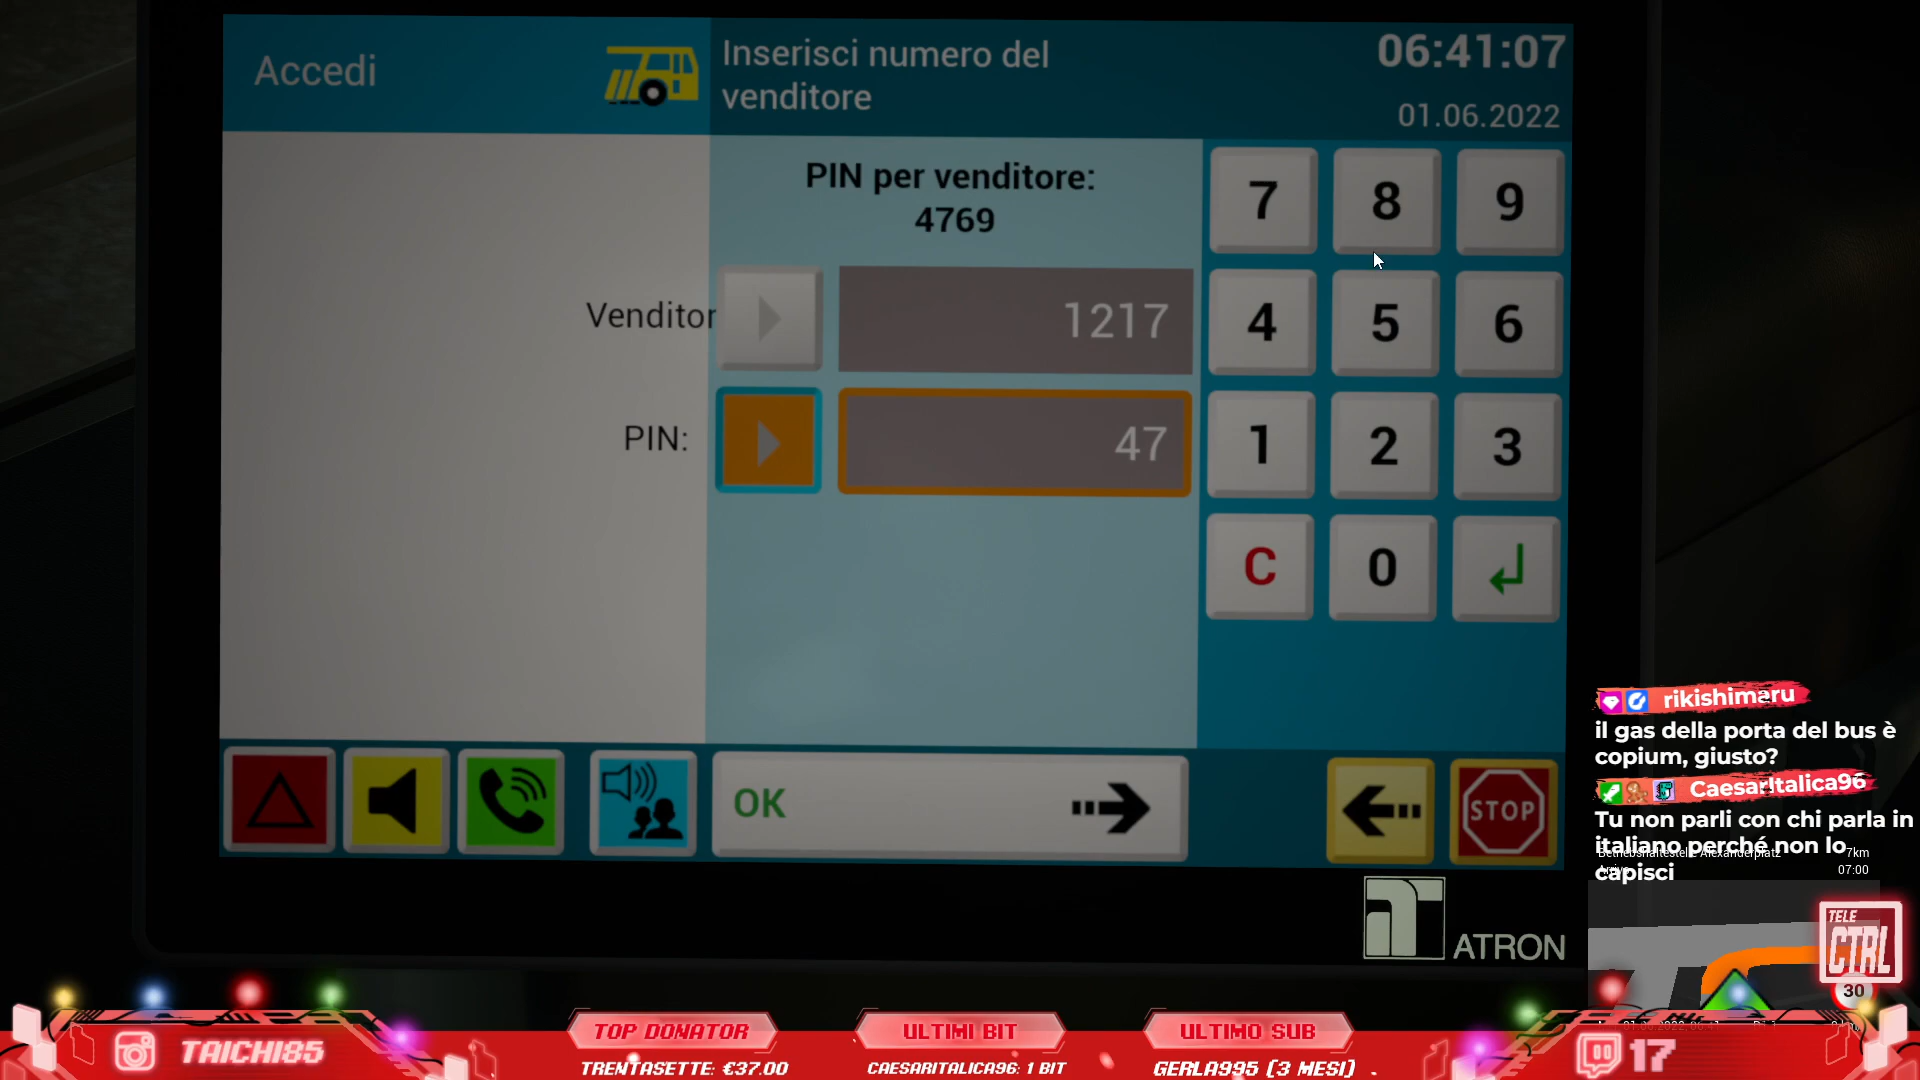 Accedi
Inserisci numero del
venditore
06:41:07
01.06.2022
PIN per venditore:
4769
Venditor
1217
PIN:
47
7 8 9
4 5 6
1 2 3
C 0
OK
STOP
ATRON
rikishimaru
il gas della porta del bus è
copium, giusto?
CaesarItalica96
Tu non parli con chi parla in
italiano perché non lo
capisci
Betriebshaltestelle Alexanderplatz 7km
07:00
TELE
CTRL
30
TAICHI85
TOP DONATOR
TRENTASETTE: €37.00
ULTIMI BIT
CAESARITALICA96: 1 BIT
ULTIMO SUB
GERLA995 (3 MESI)
17